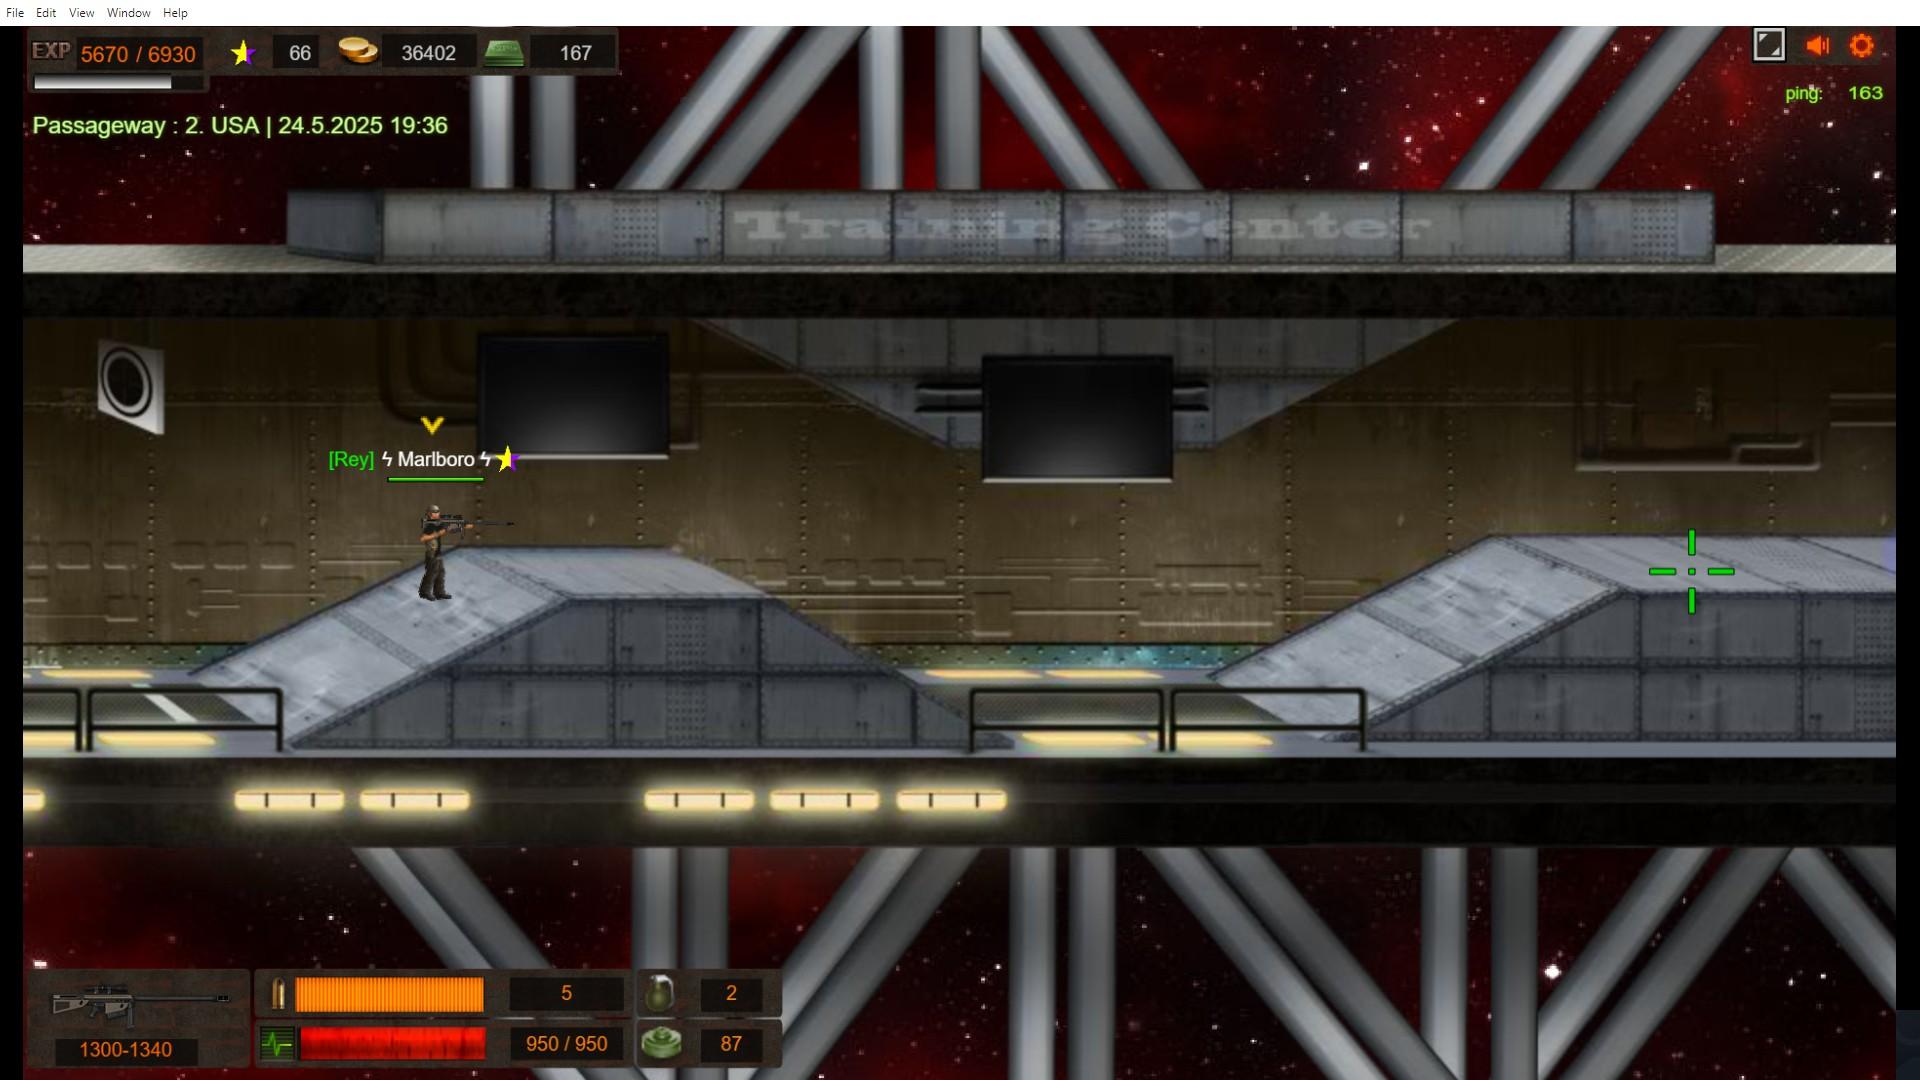 File Edit View Window Help
EXP 5670 / 6930 66 36402 167
ping: 163
Passageway : 2. USA | 24.5.2025 19:36
Training Center
[Rey] ϟ Marlboro ϟ
5 2
1300-1340 950 / 950 87